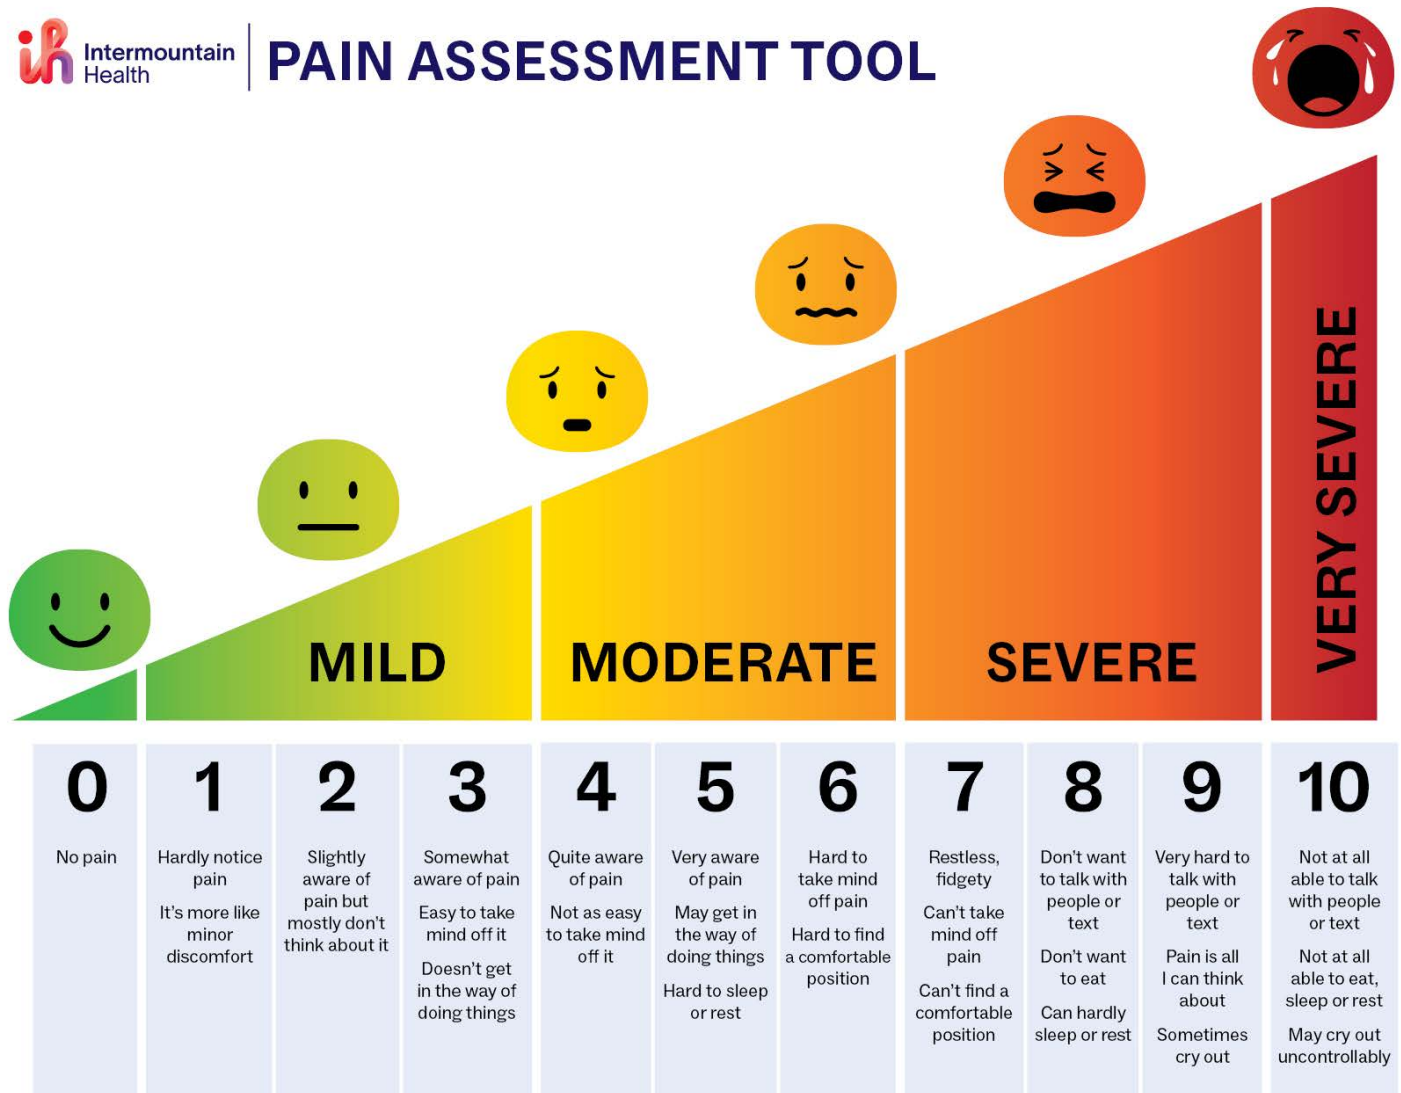 Intermountain
Health
PAIN ASSESSMENT TOOL
MILD
MODERATE
SEVERE
VERY SEVERE
0
No pain
1
Hardly notice
pain
It's more like
minor
discomfort
2
Slightly
aware of
pain but
mostly don't
think about it
3
Somewhat
aware of pain
Easy to take
mind off it
Doesn't get
in the way of
doing things
4
Quite aware
of pain
Not as easy
to take mind
off it
5
Very aware
of pain
May get in
the way of
doing things
Hard to sleep
or rest
6
Hard to
take mind
off pain
Hard to find
a comfortable
position
7
Restless,
fidgety
Can't take
mind off
pain
Can't find a
comfortable
position
8
Don't want
to talk with
people or
text
Don't want
to eat
Can hardly
sleep or rest
9
Very hard to
talk with
people or
text
Pain is all
I can think
about
Sometimes
cry out
10
Not at all
able to talk
with people
or text
Not at all
able to eat,
sleep or rest
May cry out
uncontrollably